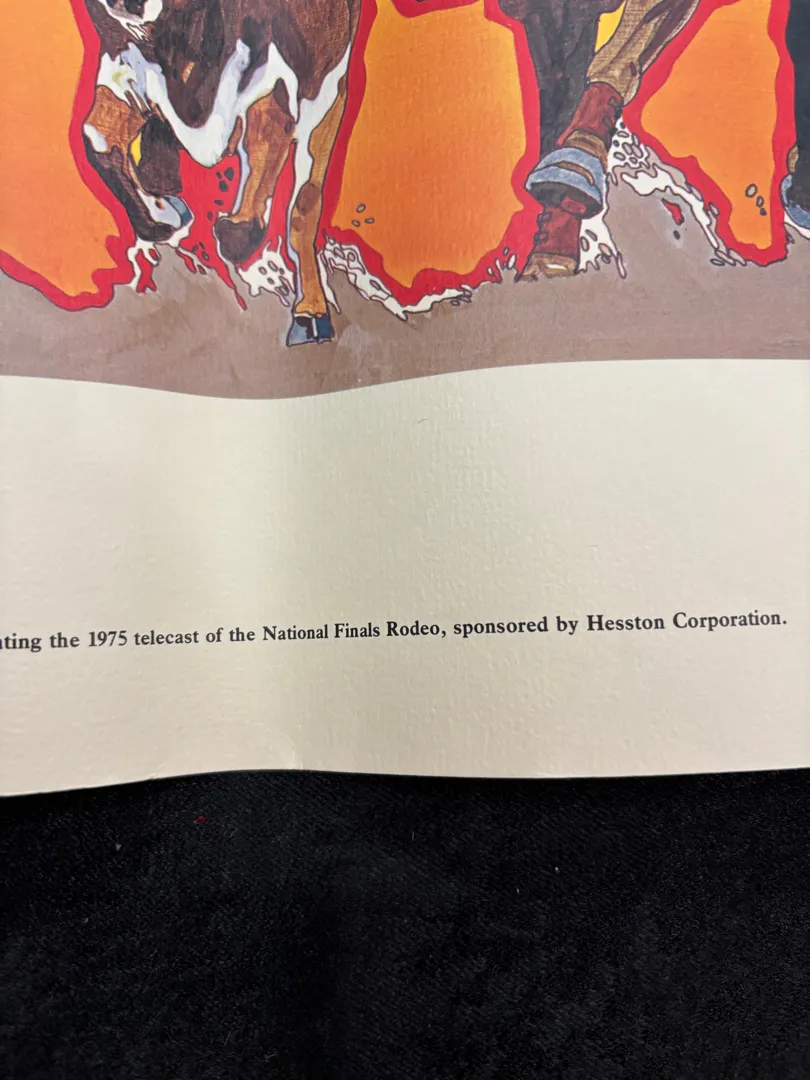 ting the 1975 telecast of the National Finals Rodeo, sponsored by Hesston Corporation.